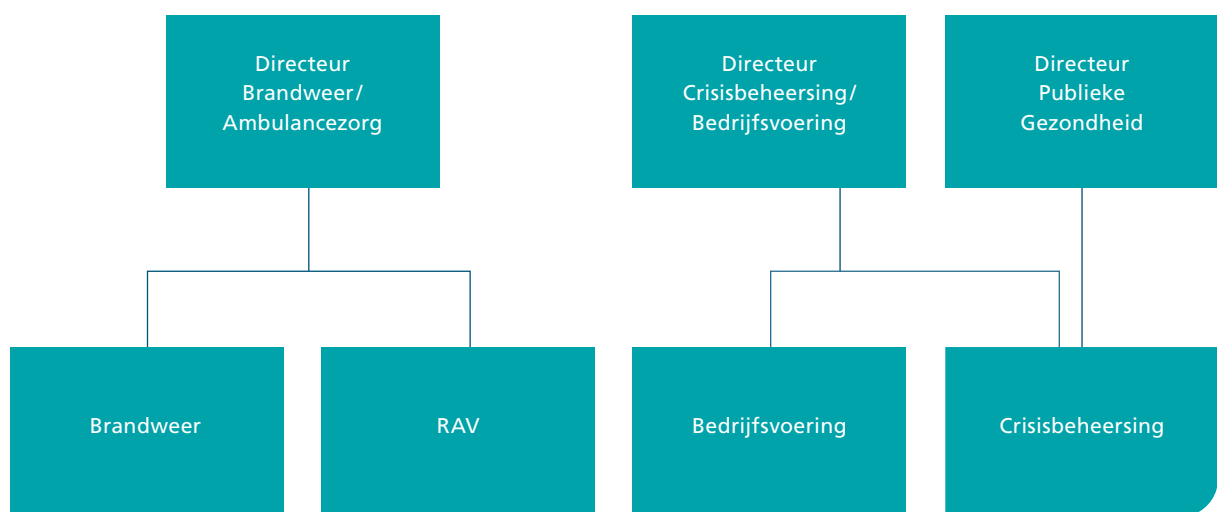 Directeur
Brandweer/
Ambulancezorg
Directeur
Crisisbeheersing/
Bedrijfsvoering
Directeur
Publieke
Gezondheid
Brandweer
RAV
Bedrijfsvoering
Crisisbeheersing